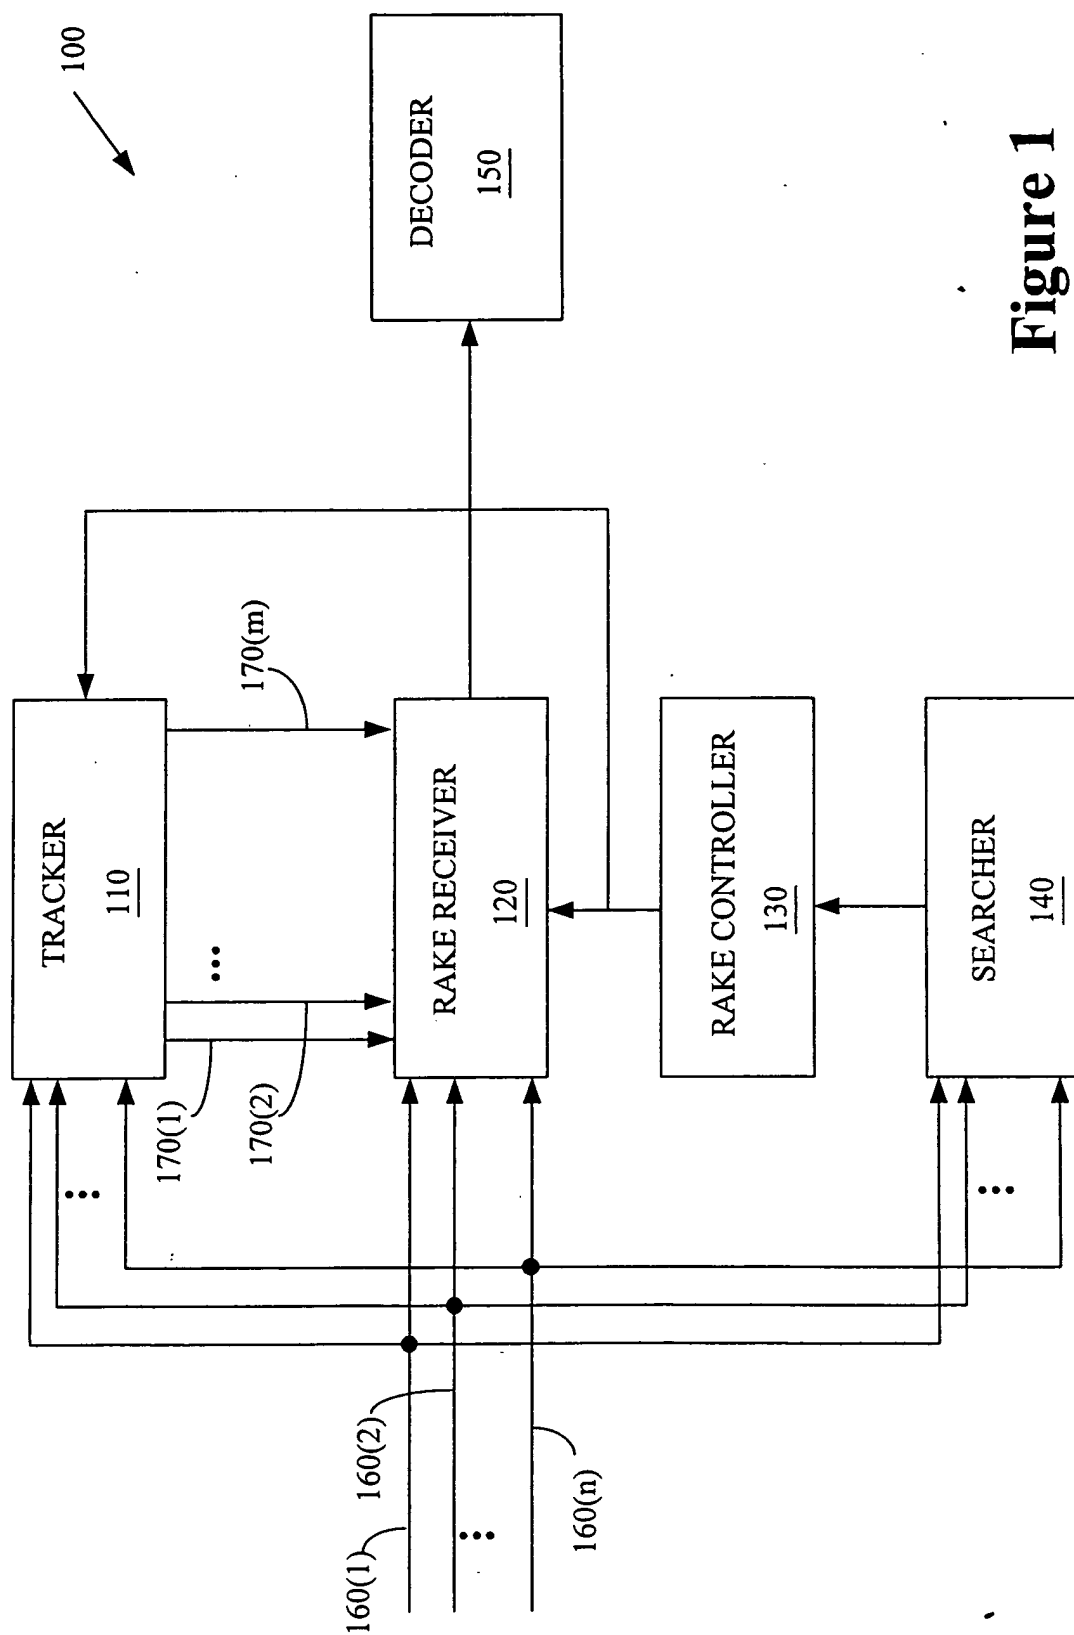 100
TRACKER
110
170(1)
170(2)
...
170(m)
...
RAKE RECEIVER
120
DECODER
150
160(1)
160(2)
...
160(n)
RAKE CONTROLLER
130
SEARCHER
140
...
Figure 1